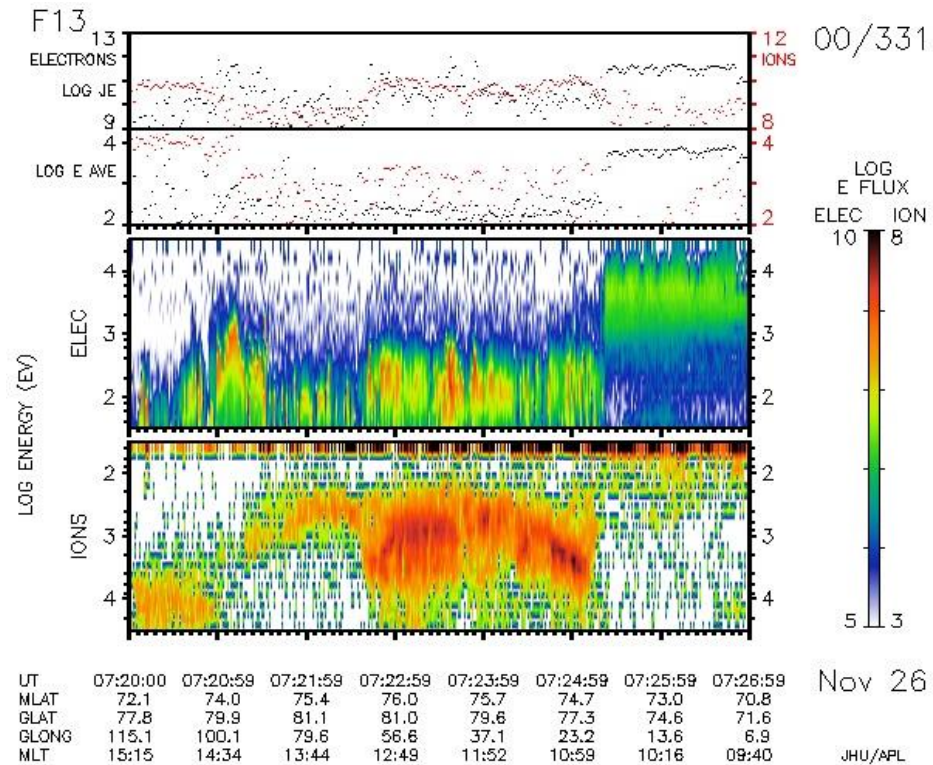 F13
00/331
13
12
ELECTRONS
IONS
LOG JE
9
8
4
4
LOG E AVE
2
2
LOG
E FLUX
ELEC ION
10 8
4
4
ELEC
3
3
2
2
LOG ENERGY (EV)
2
2
IONS
3
3
4
4
5 3
UT 07:20:00 07:20:59 07:21:59 07:22:59 07:23:59 07:24:59 07:25:59 07:26:59
MLAT 72.1 74.0 75.4 76.0 75.7 74.7 73.0 70.8
GLAT 77.8 79.9 81.1 81.0 79.6 77.3 74.6 71.6
GLONG 115.1 100.1 79.6 56.6 37.1 23.2 13.6 6.9
MLT 15:15 14:34 13:44 12:49 11:52 10:59 10:16 09:40
Nov 26
JHU/APL